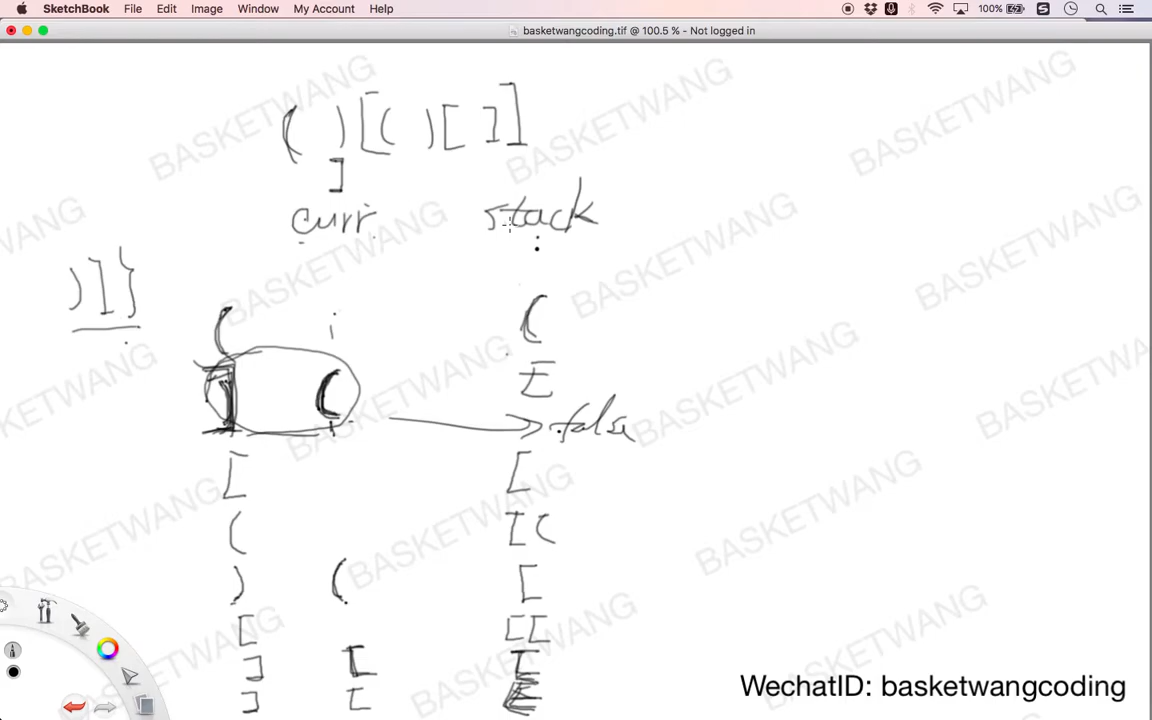 SketchBook File Edit Image Window My Account Help 100%
basketwangcoding.tif @ 100.5 % - Not logged in
( ) [ ( ) [ ] ]
]
curr stack
) ] }
( i (
] ( E
false
[ [
( [ (
) ( [
[ [ [
] [ [
] [
WechatID: basketwangcoding
BASKETWANG